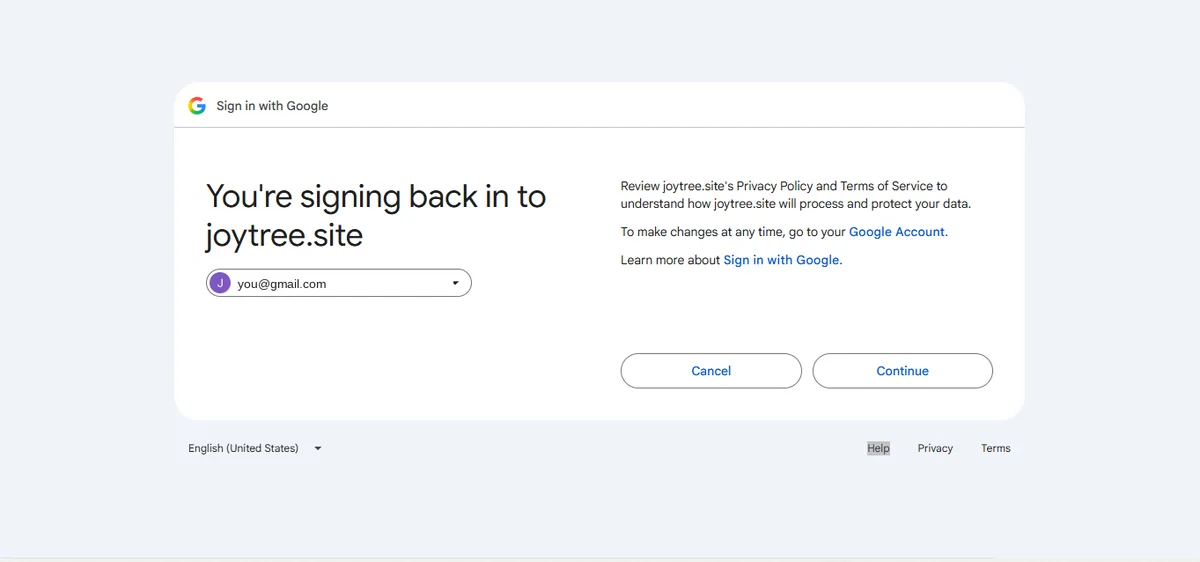 Sign in with Google
You're signing back in to
joytree.site
J
you@gmail.com
Review joytree.site's Privacy Policy and Terms of Service to
understand how joytree.site will process and protect your data.
To make changes at any time, go to your Google Account.
Learn more about Sign in with Google.
Cancel
Continue
English (United States)
Help
Privacy
Terms